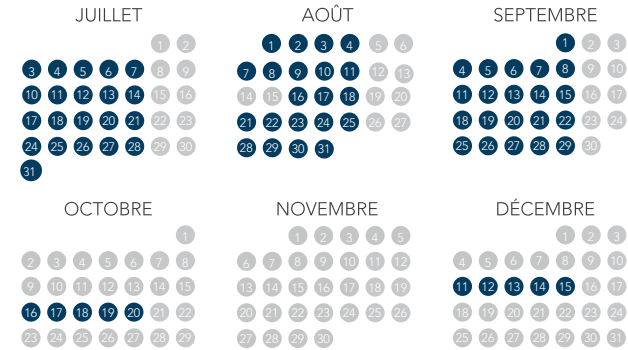 JUILLET
1 2
3 4 5 6 7 8 9
10 11 12 13 14 15 16
17 18 19 20 21 22 23
24 25 26 27 28 29 30
31
AOÛT
1 2 3 4 5 6
7 8 9 10 11 12 13
14 15 16 17 18 19 20
21 22 23 24 25 26 27
28 29 30 31
SEPTEMBRE
1 2 3
4 5 6 7 8 9 10
11 12 13 14 15 16 17
18 19 20 21 22 23 24
25 26 27 28 29 30
OCTOBRE
1
2 3 4 5 6 7 8
9 10 11 12 13 14 15
16 17 18 19 20 21 22
23 24 25 26 27 28 29
NOVEMBRE
1 2 3 4 5
6 7 8 9 10 11 12
13 14 15 16 17 18 19
20 21 22 23 24 25 26
27 28 29 30
DÉCEMBRE
1 2 3
4 5 6 7 8 9 10
11 12 13 14 15 16 17
18 19 20 21 22 23 24
25 26 27 28 29 30 31